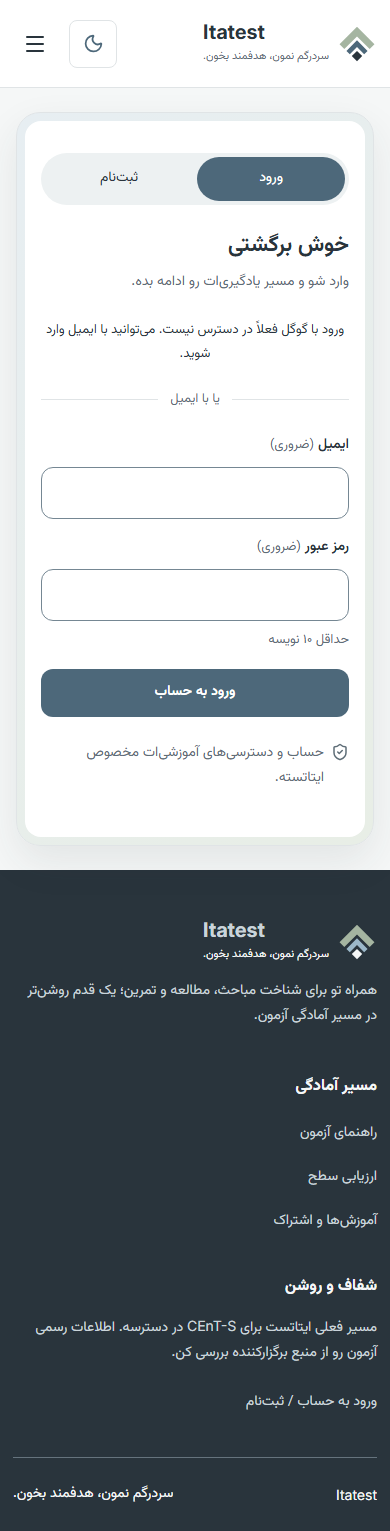 Itatest
سردرگم نمون، هدفمند بخون.
ورود
ثبت‌نام
خوش برگشتی
وارد شو و مسیر یادگیری‌ات رو ادامه بده.
ورود با گوگل فعلاً در دسترس نیست. می‌توانید با ایمیل وارد
شوید.
یا با ایمیل
ایمیل (ضروری)
رمز عبور (ضروری)
حداقل ۱۰ نویسه
ورود به حساب
حساب و دسترسی‌های آموزشی‌ات مخصوص
ایتاتسته.
Itatest
سردرگم نمون، هدفمند بخون.
همراه تو برای شناخت مباحث، مطالعه و تمرین؛ یک قدم روشن‌تر
در مسیر آمادگی آزمون.
مسیر آمادگی
راهنمای آزمون
ارزیابی سطح
آموزش‌ها و اشتراک
شفاف و روشن
مسیر فعلی ایتاتست برای CEnT-S در دسترسه. اطلاعات رسمی
آزمون رو از منبع برگزارکننده بررسی کن.
ورود به حساب / ثبت‌نام
Itatest
سردرگم نمون، هدفمند بخون.